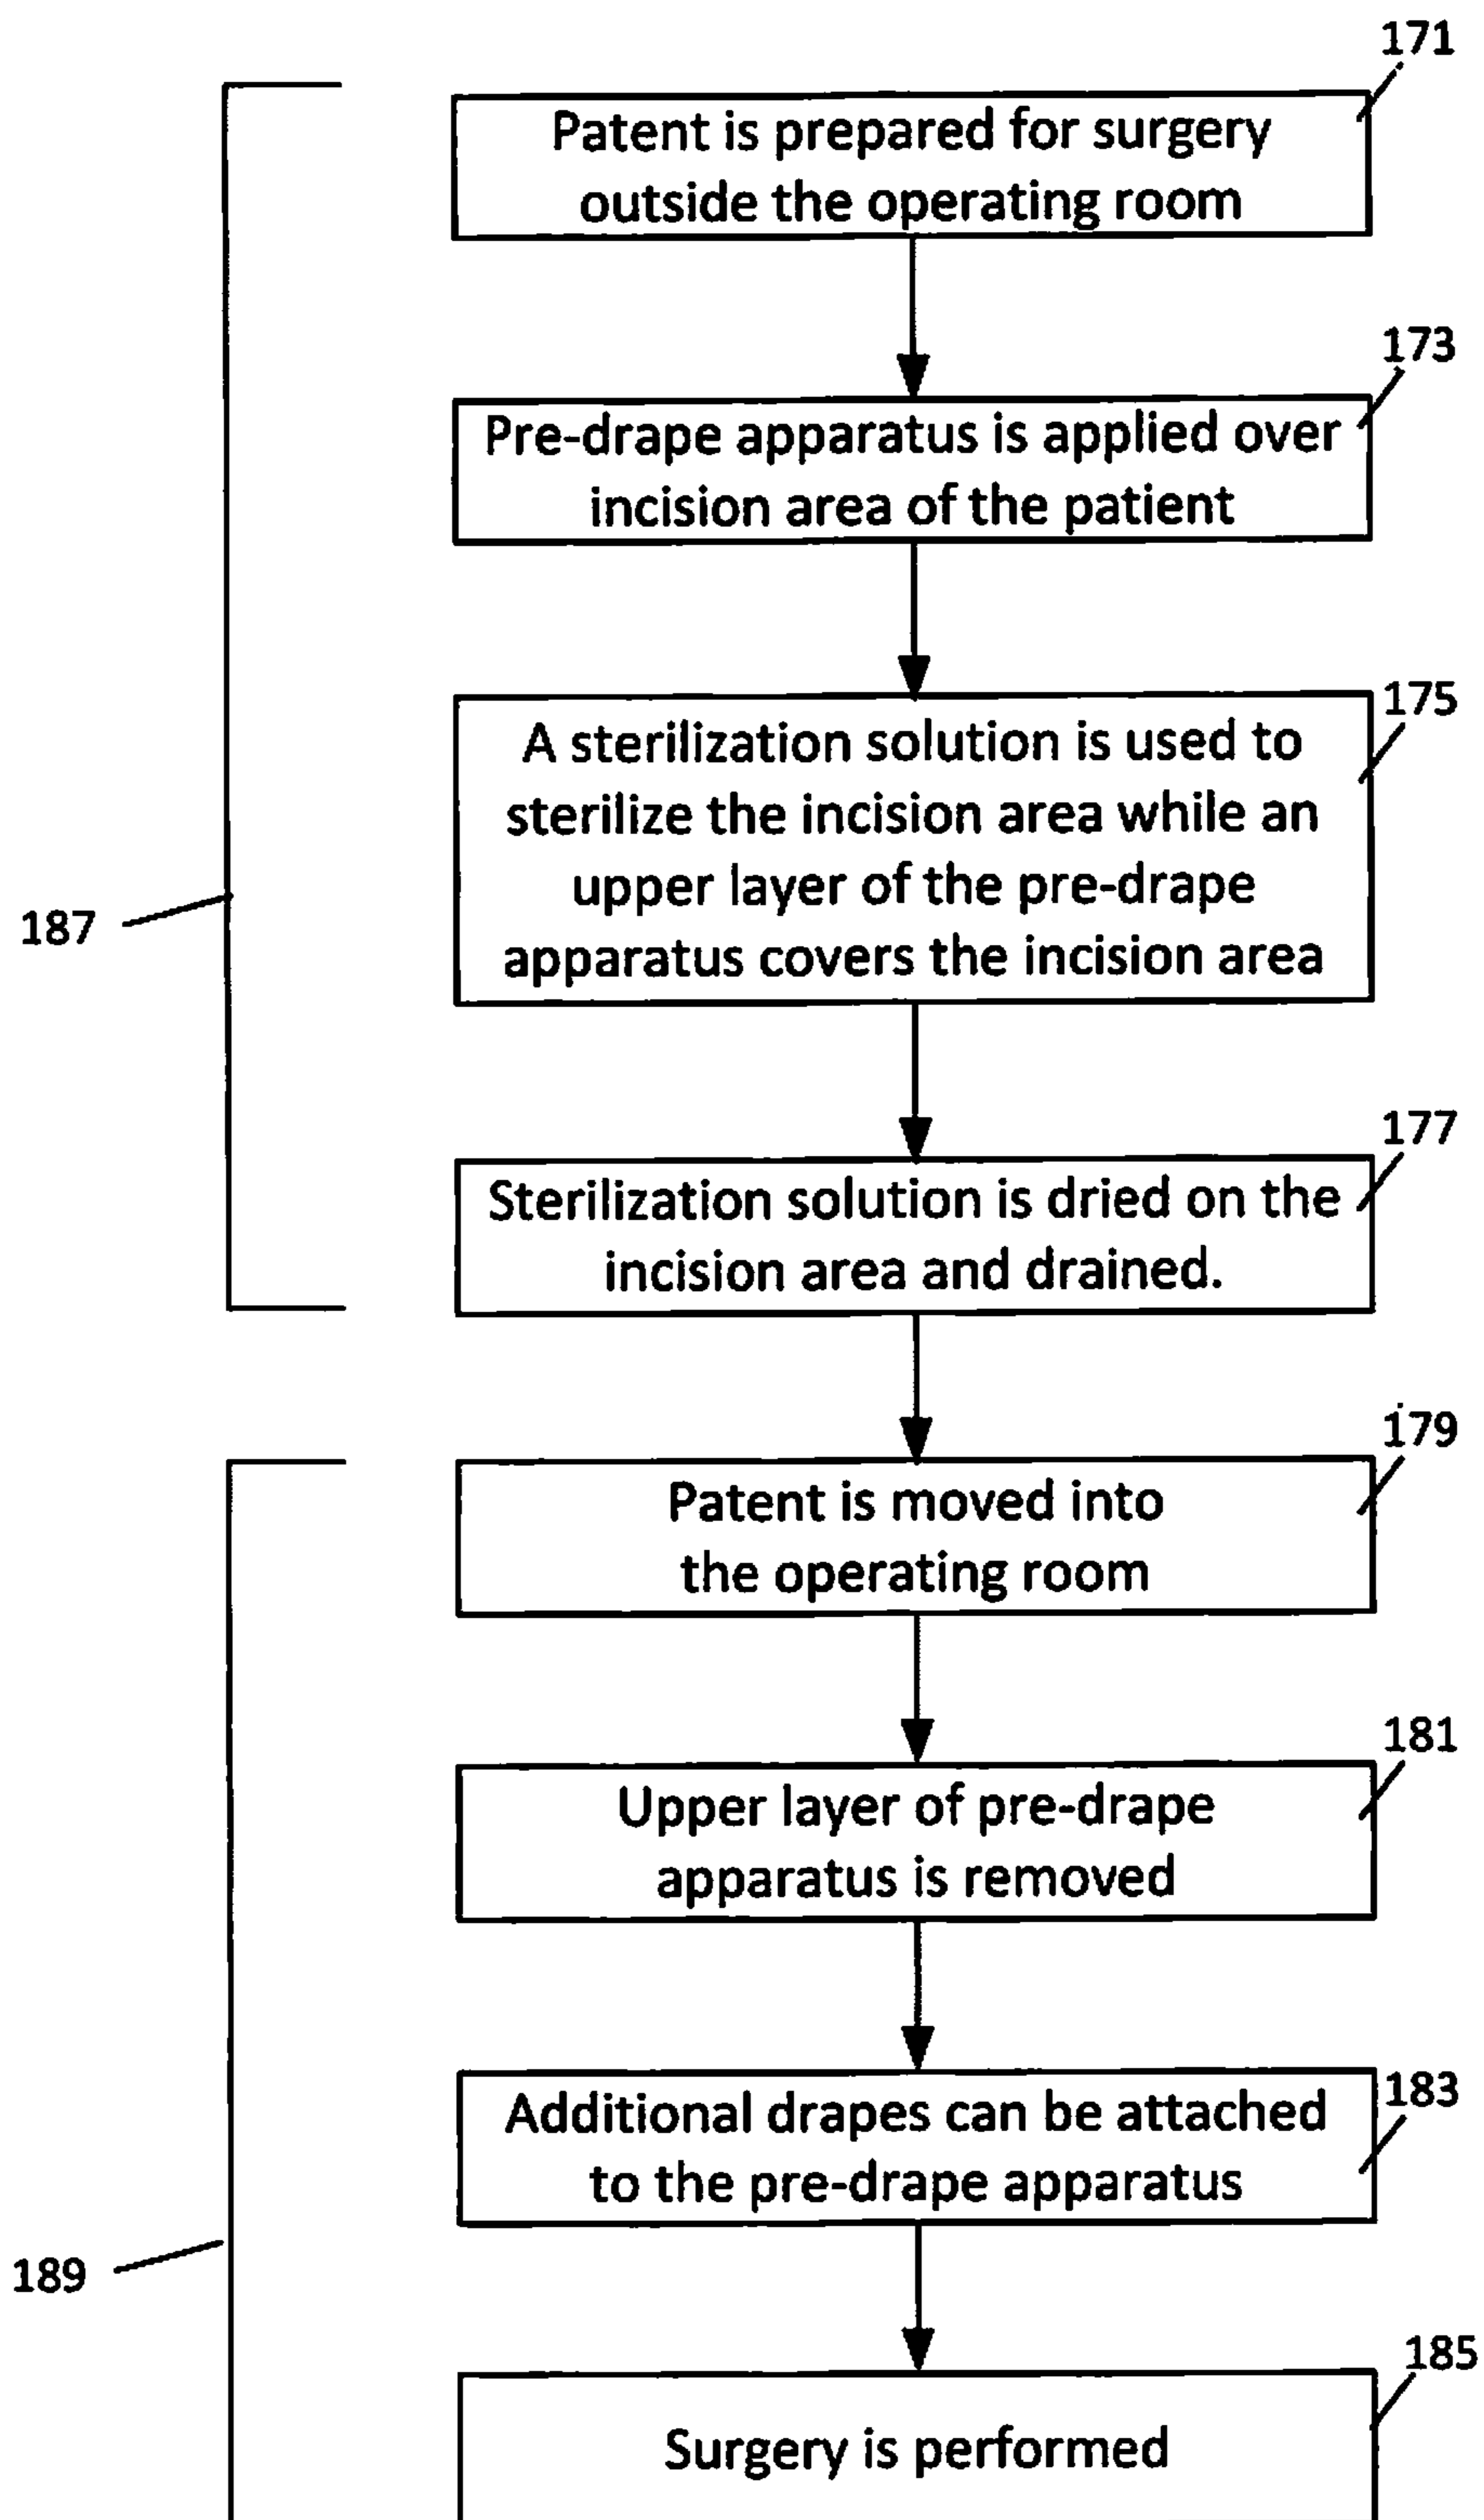 171
Patent is prepared for surgery
outside the operating room
173
Pre-drape apparatus is applied over
incision area of the patient
175
A sterilization solution is used to
sterilize the incision area while an
upper layer of the pre-drape
apparatus covers the incision area
187
177
Sterilization solution is dried on the
incision area and drained.
179
Patent is moved into
the operating room
181
Upper layer of pre-drape
apparatus is removed
183
Additional drapes can be attached
to the pre-drape apparatus
189
185
Surgery is performed